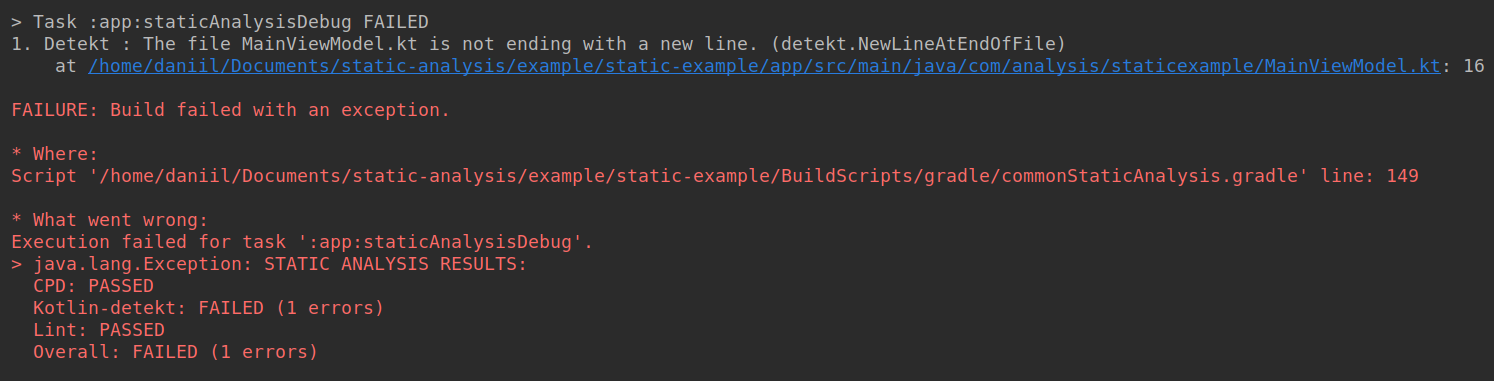 > Task :app:staticAnalysisDebug FAILED
1. Detekt : The file MainViewModel.kt is not ending with a new line. (detekt.NewLineAtEndOfFile)
at /home/daniil/Documents/static-analysis/example/static-example/app/src/main/java/com/analysis/staticexample/MainViewModel.kt: 16
FAILURE: Build failed with an exception.
* Where:
Script '/home/daniil/Documents/static-analysis/example/static-example/BuildScripts/gradle/commonStaticAnalysis.gradle' line: 149
* What went wrong:
Execution failed for task ':app:staticAnalysisDebug'.
> java.lang.Exception: STATIC ANALYSIS RESULTS:
CPD: PASSED
Kotlin-detekt: FAILED (1 errors)
Lint: PASSED
Overall: FAILED (1 errors)